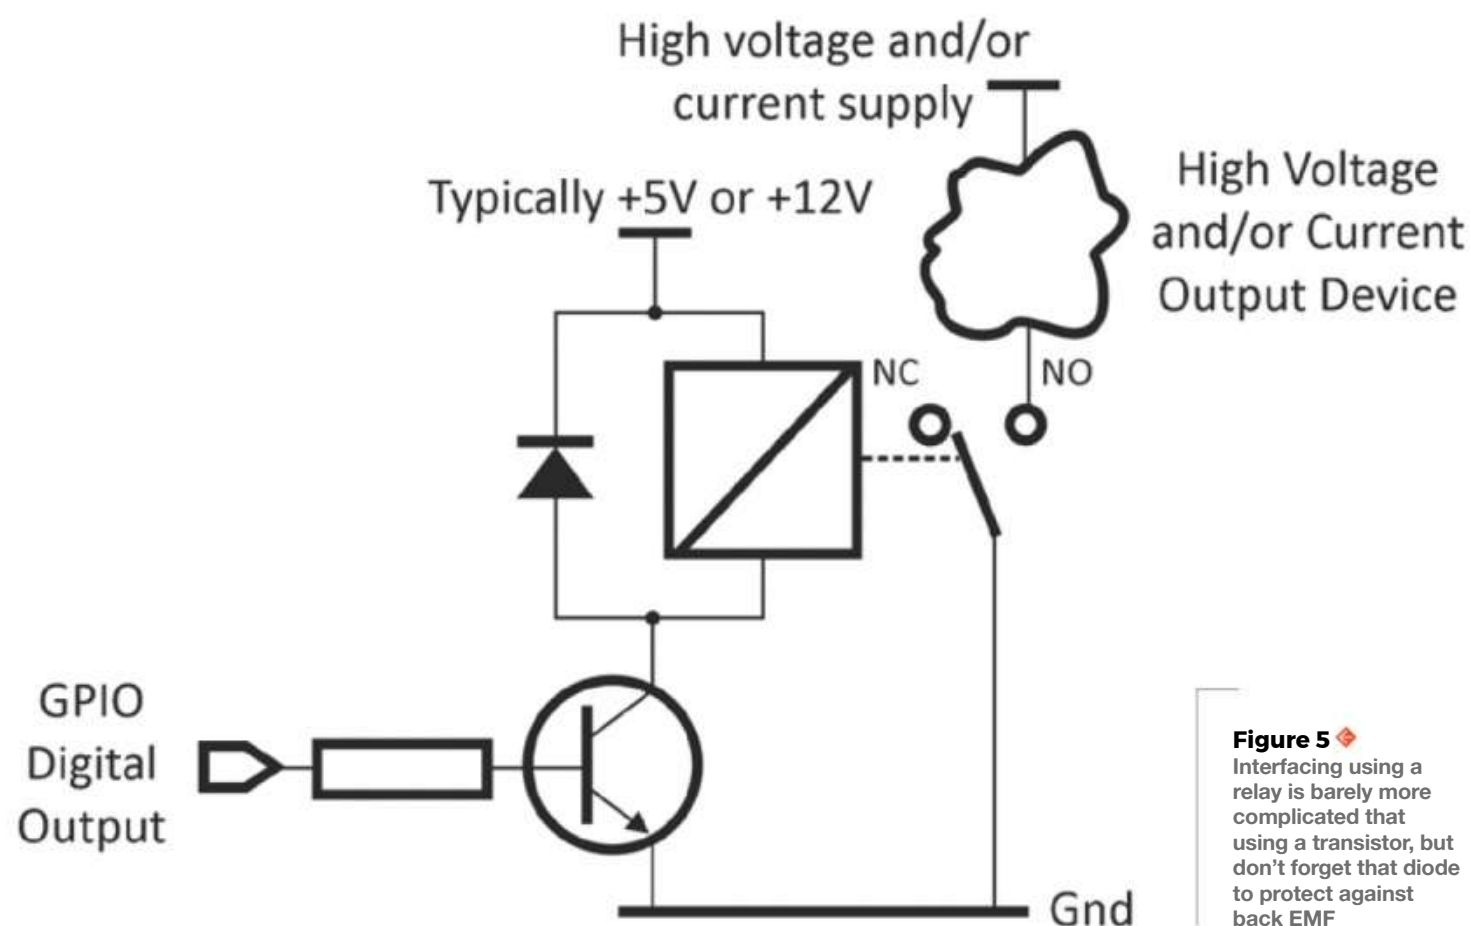 High voltage and/or
current supply
High Voltage
and/or Current
Output Device
Typically +5V or +12V
NC
NO
GPIO
Digital
Output
Gnd
Figure 5
Interfacing using a
relay is barely more
complicated that
using a transistor, but
don’t forget that diode
to protect against
back EMF